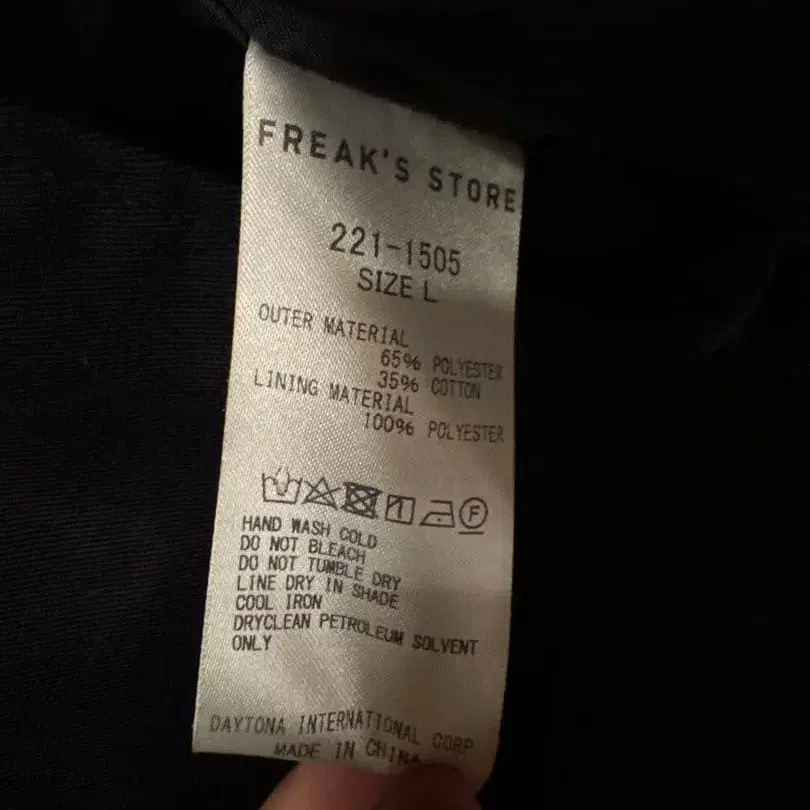 FREAK'S STORE
221-1505
SIZE L
OUTER MATERIAL
65% POLYESTER
35% COTTON
LINING MATERIAL
100% POLYESTER
F
HAND WASH COLD
DO NOT BLEACH
DO NOT TUMBLE DRY
LINE DRY IN SHADE
COOL IRON
DRYCLEAN PETROLEUM SOLVENT
ONLY
DAYTONA INTERNATIONAL CORP
MADE IN CHINA